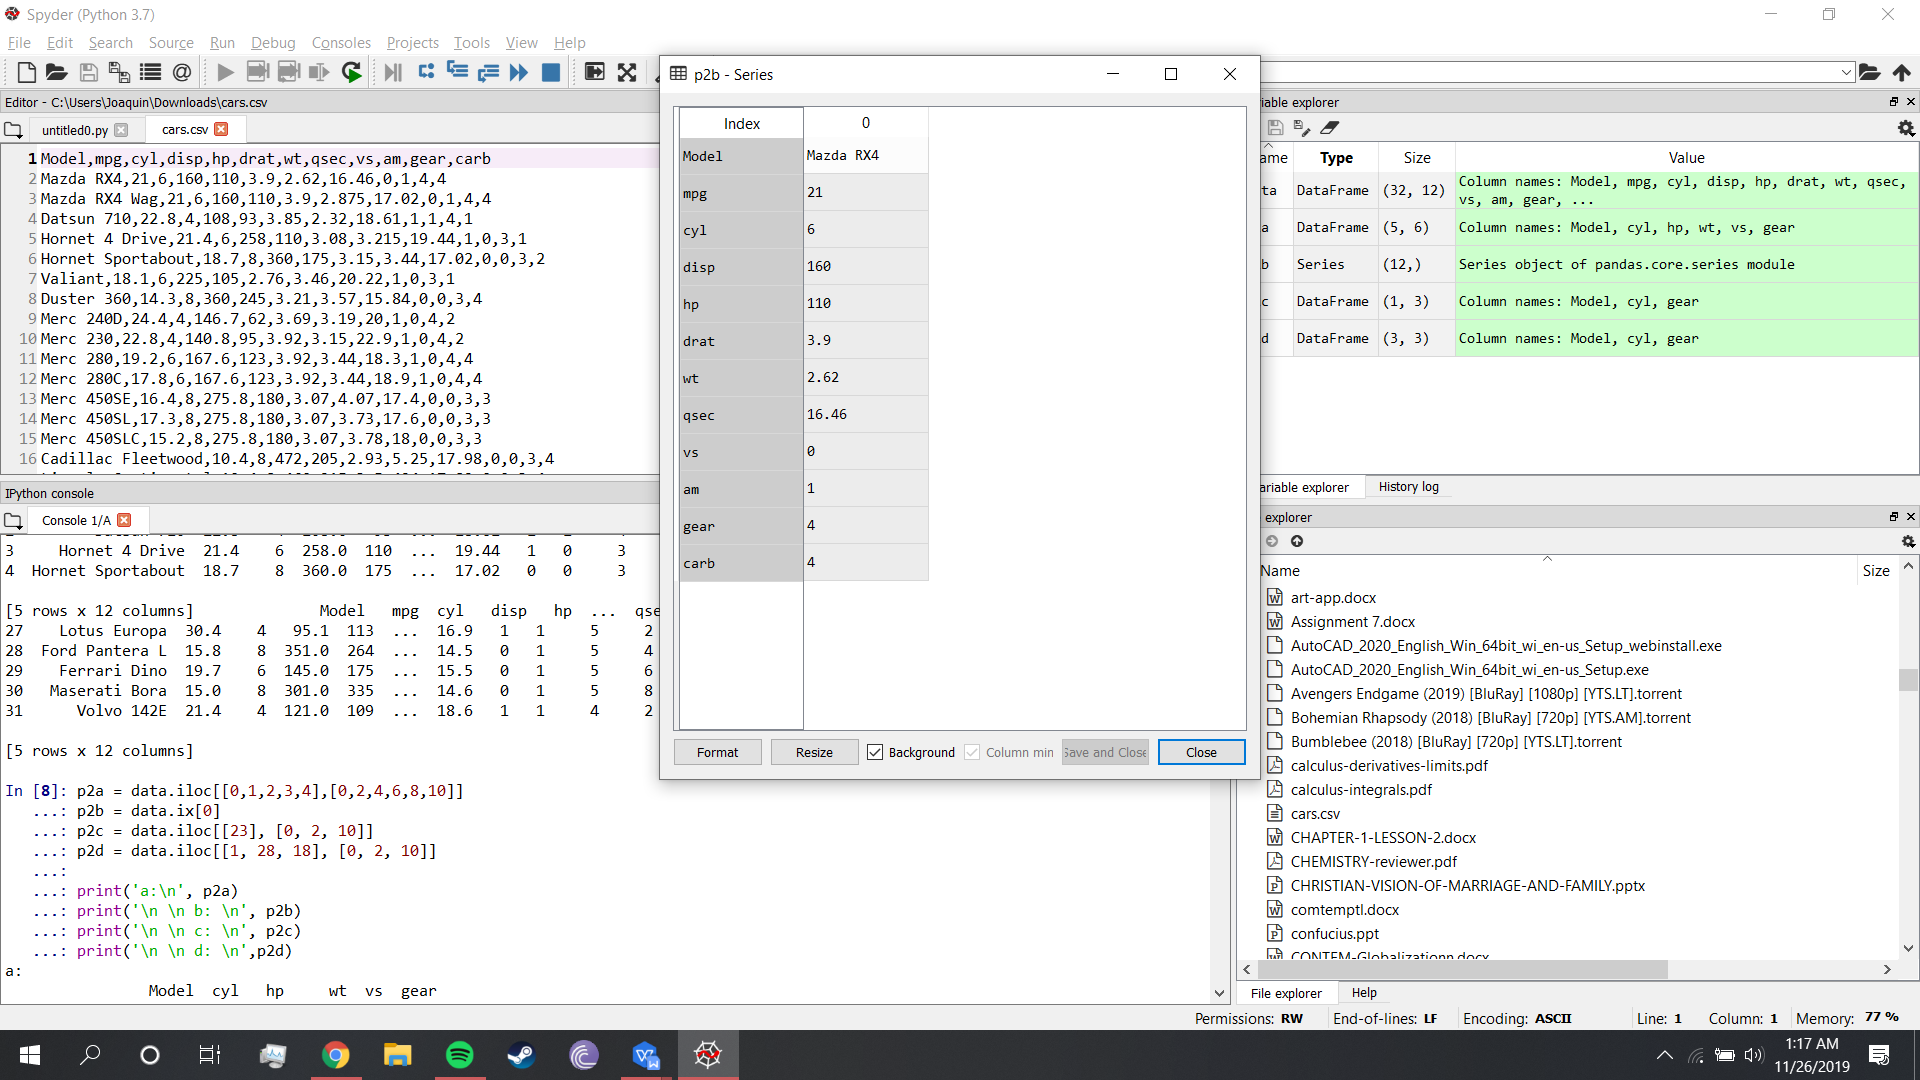 Spyder (Python 3.7)
File Edit Search Source Run Debug Consoles Projects Tools View Help
Editor - C:\Users\Joaquin\Downloads\cars.csv
untitled0.py
cars.csv
1 Model,mpg,cyl,disp,hp,drat,wt,qsec,vs,am,gear,carb
2 Mazda RX4,21,6,160,110,3.9,2.62,16.46,0,1,4,4
3 Mazda RX4 Wag,21,6,160,110,3.9,2.875,17.02,0,1,4,4
4 Datsun 710,22.8,4,108,93,3.85,2.32,18.61,1,1,4,1
5 Hornet 4 Drive,21.4,6,258,110,3.08,3.215,19.44,1,0,3,1
6 Hornet Sportabout,18.7,8,360,175,3.15,3.44,17.02,0,0,3,2
7 Valiant,18.1,6,225,105,2.76,3.46,20.22,1,0,3,1
8 Duster 360,14.3,8,360,245,3.21,3.57,15.84,0,0,3,4
9 Merc 240D,24.4,4,146.7,62,3.69,3.19,20,1,0,4,2
10 Merc 230,22.8,4,140.8,95,3.92,3.15,22.9,1,0,4,2
11 Merc 280,19.2,6,167.6,123,3.92,3.44,18.3,1,0,4,4
12 Merc 280C,17.8,6,167.6,123,3.92,3.44,18.9,1,0,4,4
13 Merc 450SE,16.4,8,275.8,180,3.07,4.07,17.4,0,0,3,3
14 Merc 450SL,17.3,8,275.8,180,3.07,3.73,17.6,0,0,3,3
15 Merc 450SLC,15.2,8,275.8,180,3.07,3.78,18,0,0,3,3
16 Cadillac Fleetwood,10.4,8,472,205,2.93,5.25,17.98,0,0,3,4
IPython console
Console 1/A
3 Hornet 4 Drive 21.4 6 258.0 110 ... 19.44 1 0 3
4 Hornet Sportabout 18.7 8 360.0 175 ... 17.02 0 0 3
[5 rows x 12 columns] Model mpg cyl disp hp ... qse
27 Lotus Europa 30.4 4 95.1 113 ... 16.9 1 1 5 2
28 Ford Pantera L 15.8 8 351.0 264 ... 14.5 0 1 5 4
29 Ferrari Dino 19.7 6 145.0 175 ... 15.5 0 1 5 6
30 Maserati Bora 15.0 8 301.0 335 ... 14.6 0 1 5 8
31 Volvo 142E 21.4 4 121.0 109 ... 18.6 1 1 4 2
[5 rows x 12 columns]
In [8]: p2a = data.iloc[[0,1,2,3,4],[0,2,4,6,8,10]]
...: p2b = data.ix[0]
...: p2c = data.iloc[[23], [0, 2, 10]]
...: p2d = data.iloc[[1, 28, 18], [0, 2, 10]]
...:
...: print('a:\n', p2a)
...: print('\n \n b: \n', p2b)
...: print('\n \n c: \n', p2c)
...: print('\n \n d: \n',p2d)
a:
Model cyl hp wt vs gear
p2b - Series
Index 0
Model Mazda RX4
mpg 21
cyl 6
disp 160
hp 110
drat 3.9
wt 2.62
qsec 16.46
vs 0
am 1
gear 4
carb 4
Format Resize Background Column min Save and Close Close
iable explorer
ame Type Size Value
ta DataFrame (32, 12) Column names: Model, mpg, cyl, disp, hp, drat, wt, qsec,
vs, am, gear, ...
a DataFrame (5, 6) Column names: Model, cyl, hp, wt, vs, gear
b Series (12,) Series object of pandas.core.series module
c DataFrame (1, 3) Column names: Model, cyl, gear
d DataFrame (3, 3) Column names: Model, cyl, gear
ariable explorer History log
explorer
Name Size
art-app.docx
Assignment 7.docx
AutoCAD_2020_English_Win_64bit_wi_en-us_Setup_webinstall.exe
AutoCAD_2020_English_Win_64bit_wi_en-us_Setup.exe
Avengers Endgame (2019) [BluRay] [1080p] [YTS.LT].torrent
Bohemian Rhapsody (2018) [BluRay] [720p] [YTS.AM].torrent
Bumblebee (2018) [BluRay] [720p] [YTS.LT].torrent
calculus-derivatives-limits.pdf
calculus-integrals.pdf
cars.csv
CHAPTER-1-LESSON-2.docx
CHEMISTRY-reviewer.pdf
CHRISTIAN-VISION-OF-MARRIAGE-AND-FAMILY.pptx
comtemptl.docx
confucius.ppt
CONTEM-Globalizationn.docx
File explorer Help
Permissions: RW End-of-lines: LF Encoding: ASCII Line: 1 Column: 1 Memory: 77 %
1:17 AM
11/26/2019